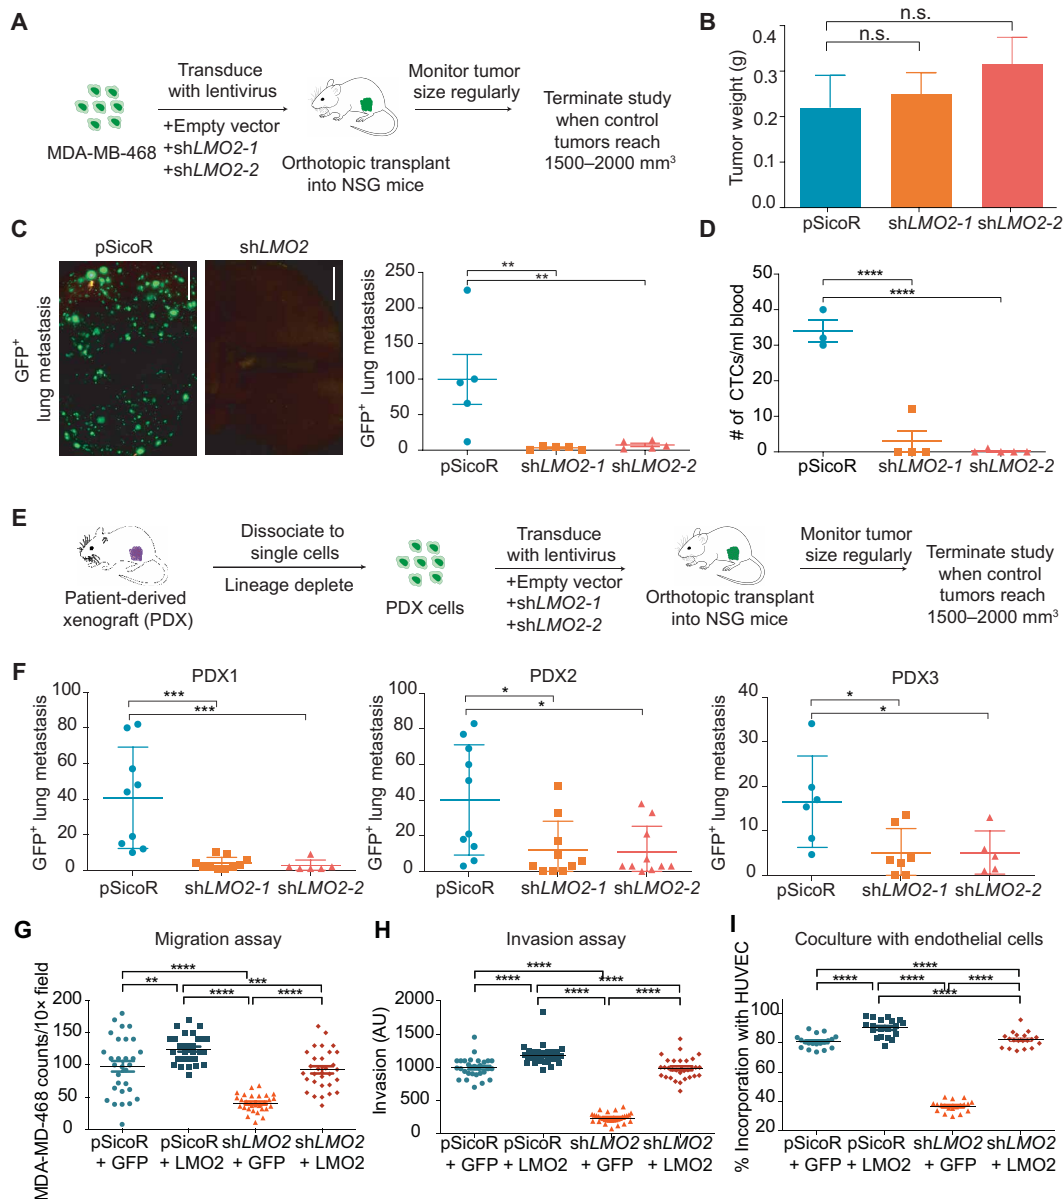 A
MDA-MB-468
Transduce
with lentivirus
+Empty vector
+shLMO2-1
+shLMO2-2
Orthotopic transplant
into NSG mice
Monitor tumor
size regularly
Terminate study
when control
tumors reach
1500–2000 mm³
B
Tumor weight (g)
0.4
0.3
0.2
0.1
0.0
n.s.
n.s.
pSicoR
shLMO2-1
shLMO2-2
C
pSicoR
shLMO2
GFP⁺
lung metastasis
GFP⁺ lung metastasis
250
200
150
100
50
0
**
**
pSicoR
shLMO2-1
shLMO2-2
D
# of CTCs/ml blood
50
40
30
20
10
0
****
****
pSicoR
shLMO2-1
shLMO2-2
E
Patient-derived
xenograft (PDX)
Dissociate to
single cells
Lineage deplete
PDX cells
Transduce
with lentivirus
+Empty vector
+shLMO2-1
+shLMO2-2
Orthotopic transplant
into NSG mice
Monitor tumor
size regularly
Terminate study
when control
tumors reach
1500–2000 mm³
F
PDX1
GFP⁺ lung metastasis
100
80
60
40
20
0
***
***
pSicoR
shLMO2-1
shLMO2-2
PDX2
GFP⁺ lung metastasis
100
80
60
40
20
0
*
*
pSicoR
shLMO2-1
shLMO2-2
PDX3
GFP⁺ lung metastasis
40
30
20
10
0
*
*
pSicoR
shLMO2-1
shLMO2-2
G
Migration assay
MDA-MD-468 counts/10× field
200
150
100
50
0
****
** ***
**** ****
pSicoR
+ GFP
pSicoR
+ LMO2
shLMO2
+ GFP
shLMO2
+ LMO2
H
Invasion assay
Invasion (AU)
2000
1500
1000
500
0
****
**** ****
**** ****
pSicoR
+ GFP
pSicoR
+ LMO2
shLMO2
+ GFP
shLMO2
+ LMO2
I
Coculture with endothelial cells
% Incorporation with HUVEC
100
80
60
40
20
****
**** **** ****
****
pSicoR
+ GFP
pSicoR
+ LMO2
shLMO2
+ GFP
shLMO2
+ LMO2